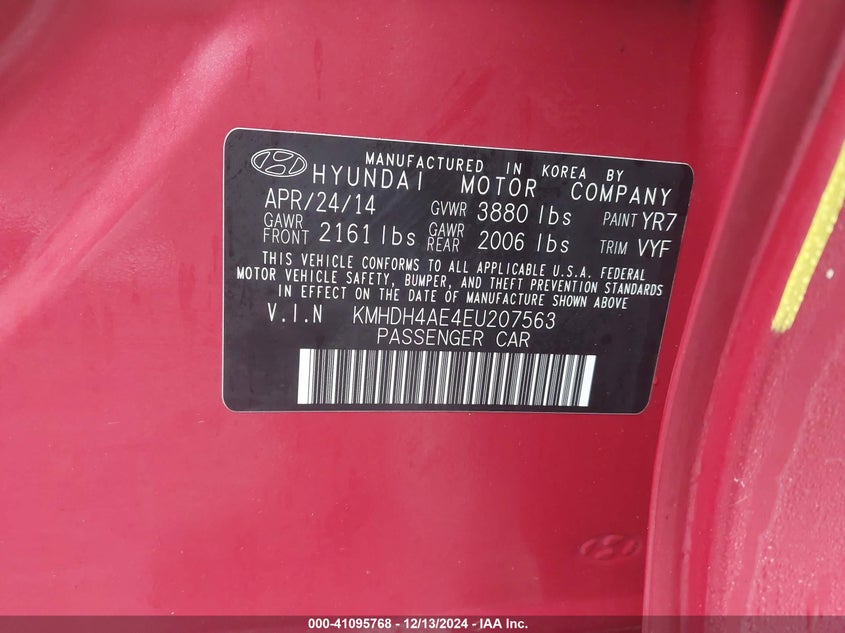 MANUFACTURED IN KOREA BY
HYUNDAI MOTOR COMPANY
APR/24/14 GVWR 3880 lbs PAINT YR7
GAWR FRONT 2161 lbs GAWR REAR 2006 lbs TRIM VYF
THIS VEHICLE CONFORMS TO ALL APPLICABLE U.S.A. FEDERAL
MOTOR VEHICLE SAFETY, BUMPER, AND THEFT PREVENTION STANDARDS
IN EFFECT ON THE DATE OF MANUFACTURE SHOWN ABOVE
V.I.N KMHDH4AE4EU207563
PASSENGER CAR
000-41095768 - 12/13/2024 - IAA Inc.